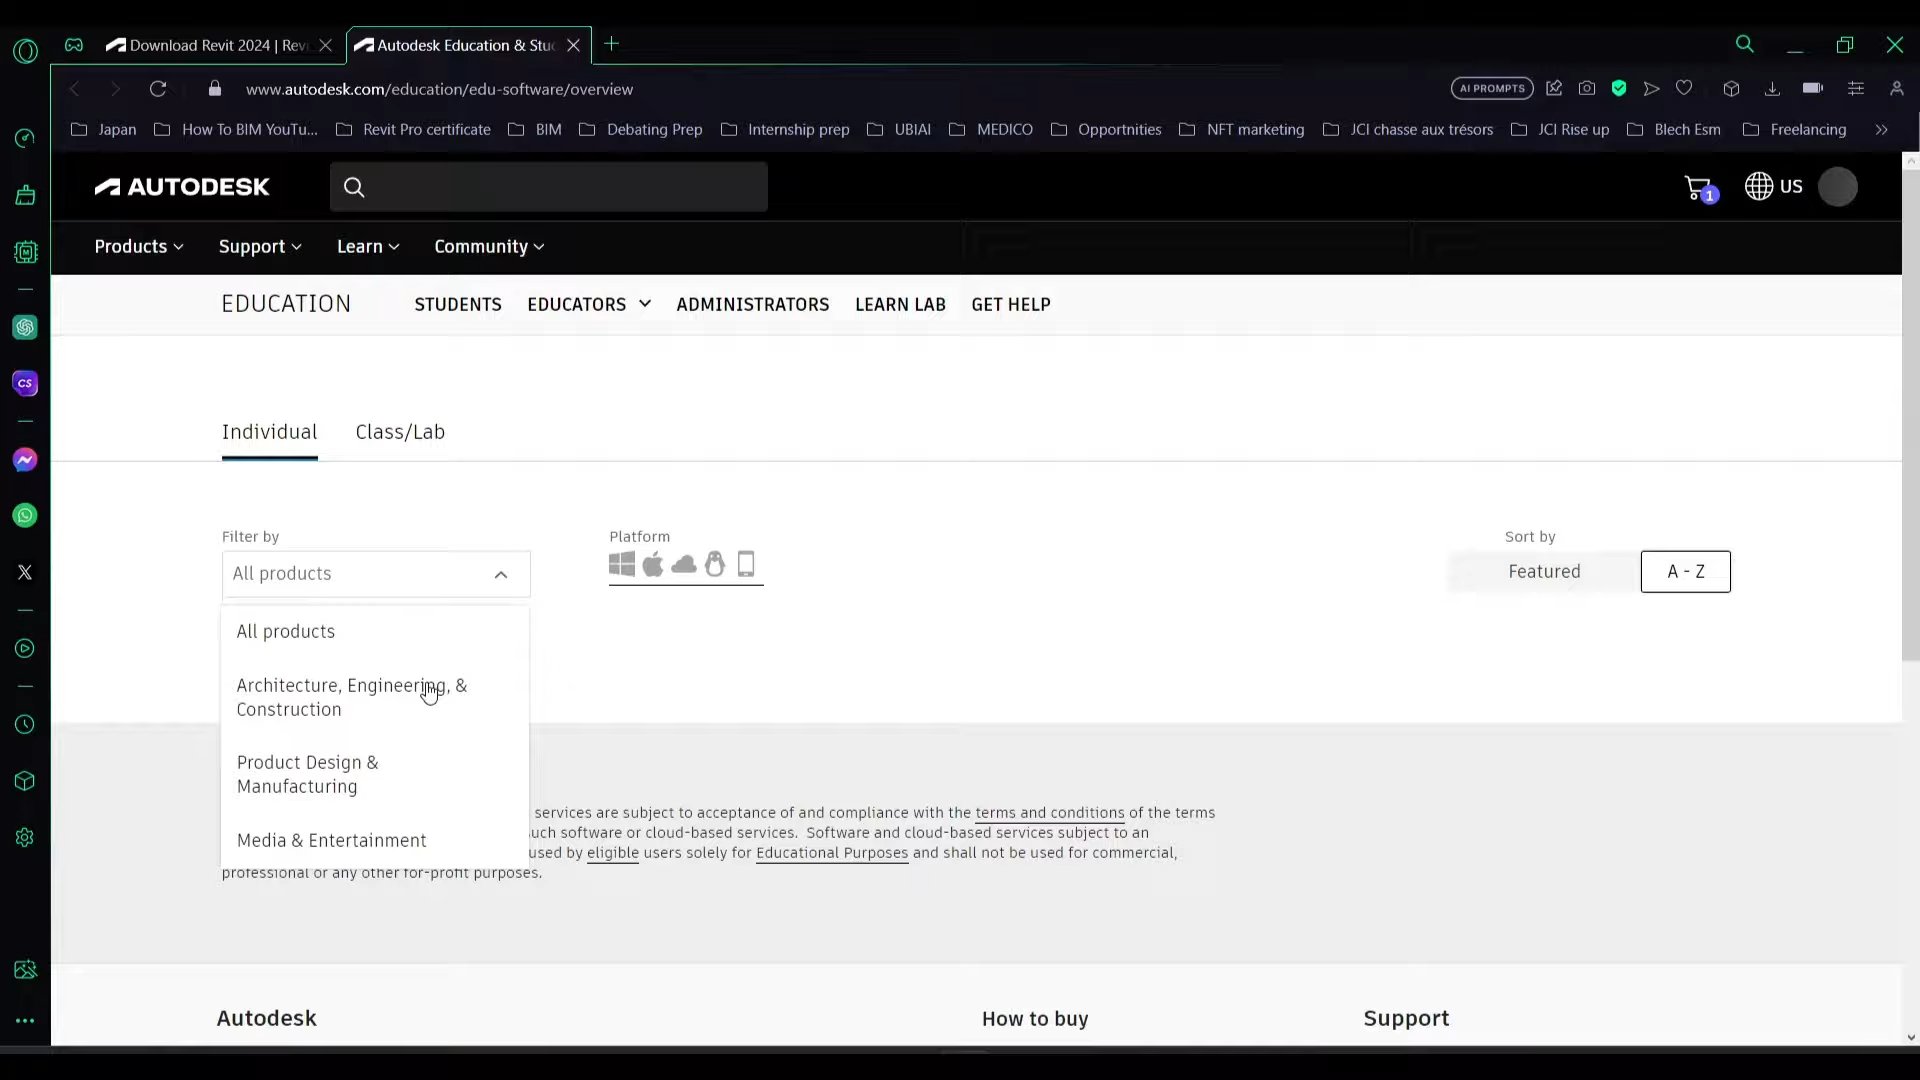 Download Revit 2024 | Rev
Autodesk Education & Stu
www.autodesk.com/education/edu-software/overview
AI PROMPTS
Japan
How To BIM YouTu...
Revit Pro certificate
BIM
Debating Prep
Internship prep
UBIAI
MEDICO
Opportnities
NFT marketing
JCI chasse aux trésors
JCI Rise up
Blech Esm
Freelancing
AUTODESK
1
US
Products
Support
Learn
Community
EDUCATION
STUDENTS
EDUCATORS
ADMINISTRATORS
LEARN LAB
GET HELP
CS
Individual
Class/Lab
Filter by
Platform
Sort by
All products
Featured
A - Z
All products
Architecture, Engineering, &
Construction
Product Design &
Manufacturing
Media & Entertainment
services are subject to acceptance of and compliance with the terms and conditions of the terms
such software or cloud-based services. Software and cloud-based services subject to an
used by eligible users solely for Educational Purposes and shall not be used for commercial,
professional or any other for-profit purposes.
Autodesk
How to buy
Support